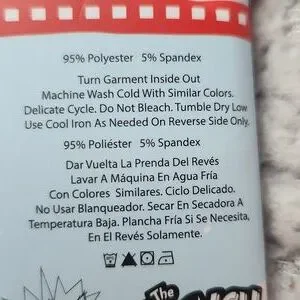 95% Polyester 5% Spandex
Turn Garment Inside Out
Machine Wash Cold With Similar Colors.
Delicate Cycle. Do Not Bleach. Tumble Dry Low
Use Cool Iron As Needed On Reverse Side Only.
95% Poliéster 5% Spandex
Dar Vuelta La Prenda Del Revés
Lavar A Máquina En Agua Fría
Con Colores Similares. Ciclo Delicado.
No Usar Blanqueador. Secar En Secadora A
Temperatura Baja. Plancha Fría Si Se Necesita,
En El Revés Solamente.
The